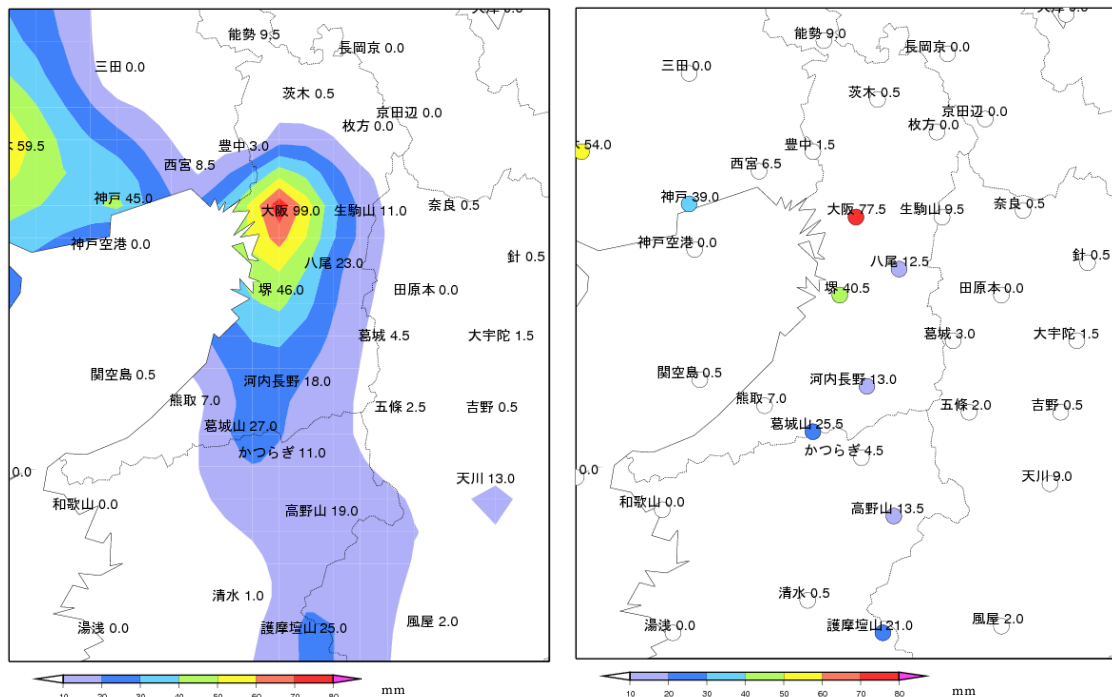 能勢 9.5
長岡京 0.0
三田 0.0
茨木 0.5
京田辺 0.0
枚方 0.0
59.5
豊中 3.0
西宮 8.5
神戸 45.0
大阪 99.0
生駒山 11.0
奈良 0.5
神戸空港 0.0
針 0.5
八尾 23.0
堺 46.0
田原本 0.0
葛城 4.5
大宇陀 1.5
関空島 0.5
河内長野 18.0
熊取 7.0
五條 2.5
吉野 0.5
葛城山 27.0
かつらぎ 11.0
0.0
天川 13.0
和歌山 0.0
高野山 19.0
清水 1.0
風屋 2.0
湯浅 0.0
護摩壇山 25.0
10 20 30 40 50 60 70 80
mm
能勢 9.0
長岡京 0.0
三田 0.0
茨木 0.5
京田辺 0.0
枚方 0.0
54.0
豊中 1.5
西宮 6.5
神戸 39.0
大阪 77.5
生駒山 9.5
奈良 0.5
神戸空港 0.0
針 0.5
八尾 12.5
堺 40.5
田原本 0.0
葛城 3.0
大宇陀 1.5
関空島 0.5
河内長野 13.0
熊取 7.0
五條 2.0
吉野 0.5
葛城山 25.5
かつらぎ 4.5
0.0
天川 9.0
和歌山 0.0
高野山 13.5
清水 0.5
風屋 2.0
湯浅 0.0
護摩壇山 21.0
10 20 30 40 50 60 70 80
mm